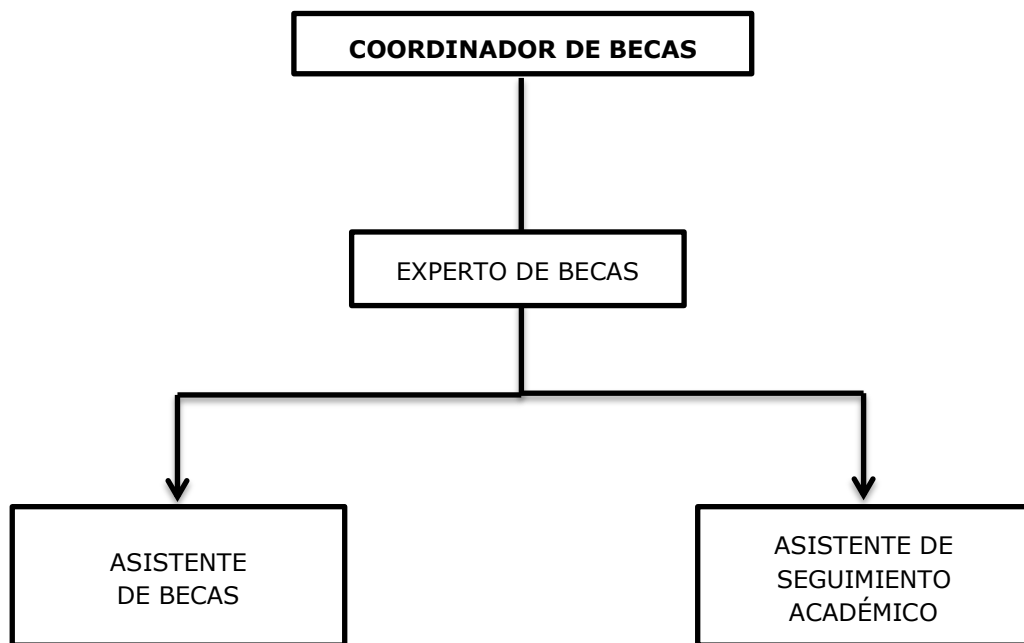 COORDINADOR DE BECAS
EXPERTO DE BECAS
ASISTENTE
DE BECAS
ASISTENTE DE
SEGUIMIENTO
ACADÉMICO